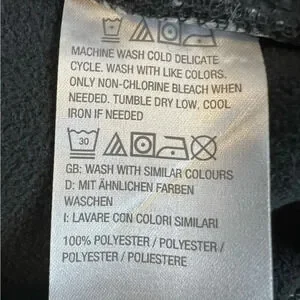 MACHINE WASH COLD DELICATE
CYCLE. WASH WITH LIKE COLORS.
ONLY NON-CHLORINE BLEACH WHEN
NEEDED. TUMBLE DRY LOW, COOL
IRON IF NEEDED
30
GB: WASH WITH SIMILAR COLOURS
D: MIT ÄHNLICHEN FARBEN
WASCHEN
I: LAVARE CON COLORI SIMILARI
100% POLYESTER / POLYESTER /
POLYESTER / POLIESTERE